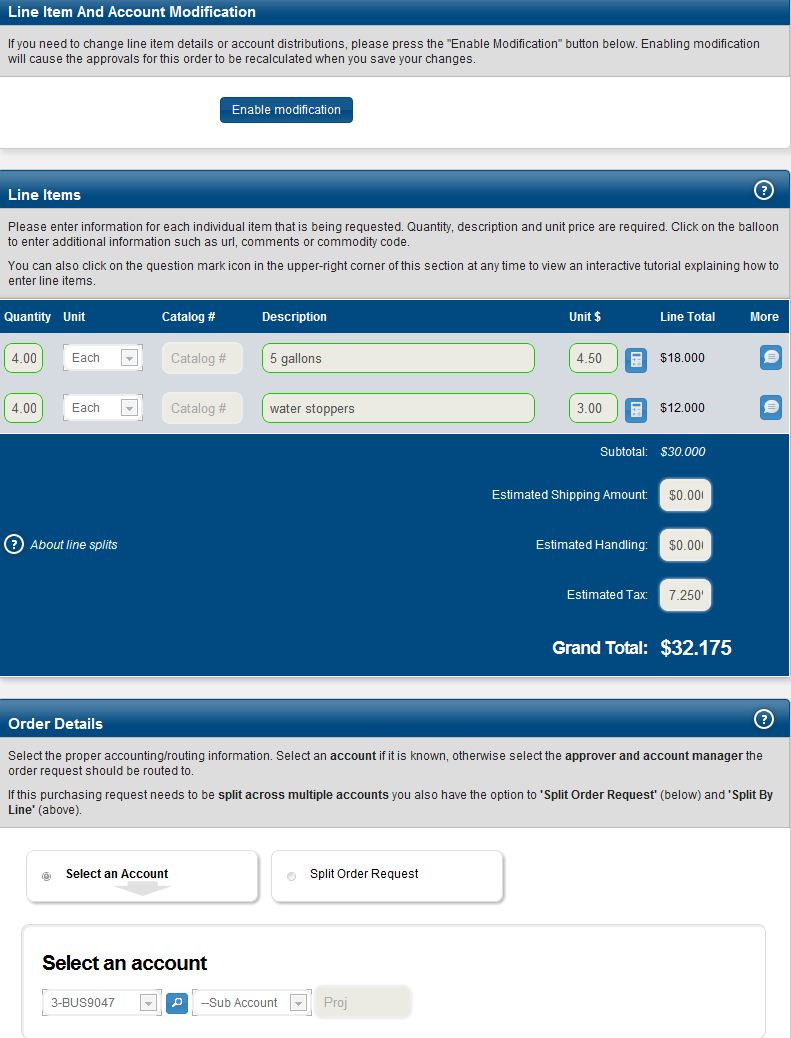 Line Item And Account Modification
If you need to change line item details or account distributions, please press the "Enable Modification" button below. Enabling modification
will cause the approvals for this order to be recalculated when you save your changes.
Enable modification
Line Items ?
Please enter information for each individual item that is being requested. Quantity, description and unit price are required. Click on the balloon
to enter additional information such as url, comments or commodity code.
You can also click on the question mark icon in the upper-right corner of this section at any time to view an interactive tutorial explaining how to
enter line items.
Quantity Unit Catalog # Description Unit $ Line Total More
4.00 Each Catalog # 5 gallons 4.50 $18.000
4.00 Each Catalog # water stoppers 3.00 $12.000
Subtotal: $30.000
Estimated Shipping Amount: $0.00
? About line splits Estimated Handling: $0.00
Estimated Tax: 7.250
Grand Total: $32.175
Order Details ?
Select the proper accounting/routing information. Select an account if it is known, otherwise select the approver and account manager the
order request should be routed to.
If this purchasing request needs to be split across multiple accounts you also have the option to 'Split Order Request' (below) and 'Split By
Line' (above).
Select an Account Split Order Request
Select an account
3-BUS9047 --Sub Account Proj